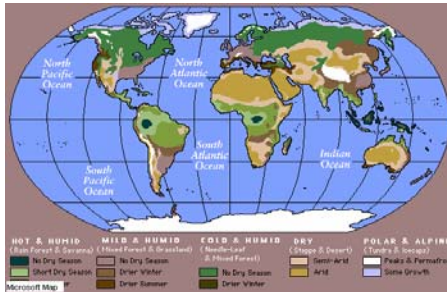 North
Pacific
Ocean
North
Atlantic
Ocean
South
Pacific
Ocean
South
Atlantic
Ocean
Indian
Ocean
HOT & HUMID
(Rain Forest & Savanna)
No Dry Season
Short Dry Season
MILD & HUMID
(Mixed Forest & Grassland)
No Dry Season
Drier Winter
Drier Summer
COLD & HUMID
(Needle-Leaf
& Mixed Forest)
No Dry Season
Drier Winter
DRY
(Steppe & Desert)
Semi-Arid
Arid
POLAR & ALPINE
(Tundra & Icecaps)
Peaks & Permafrost
Some Growth
Microsoft Map